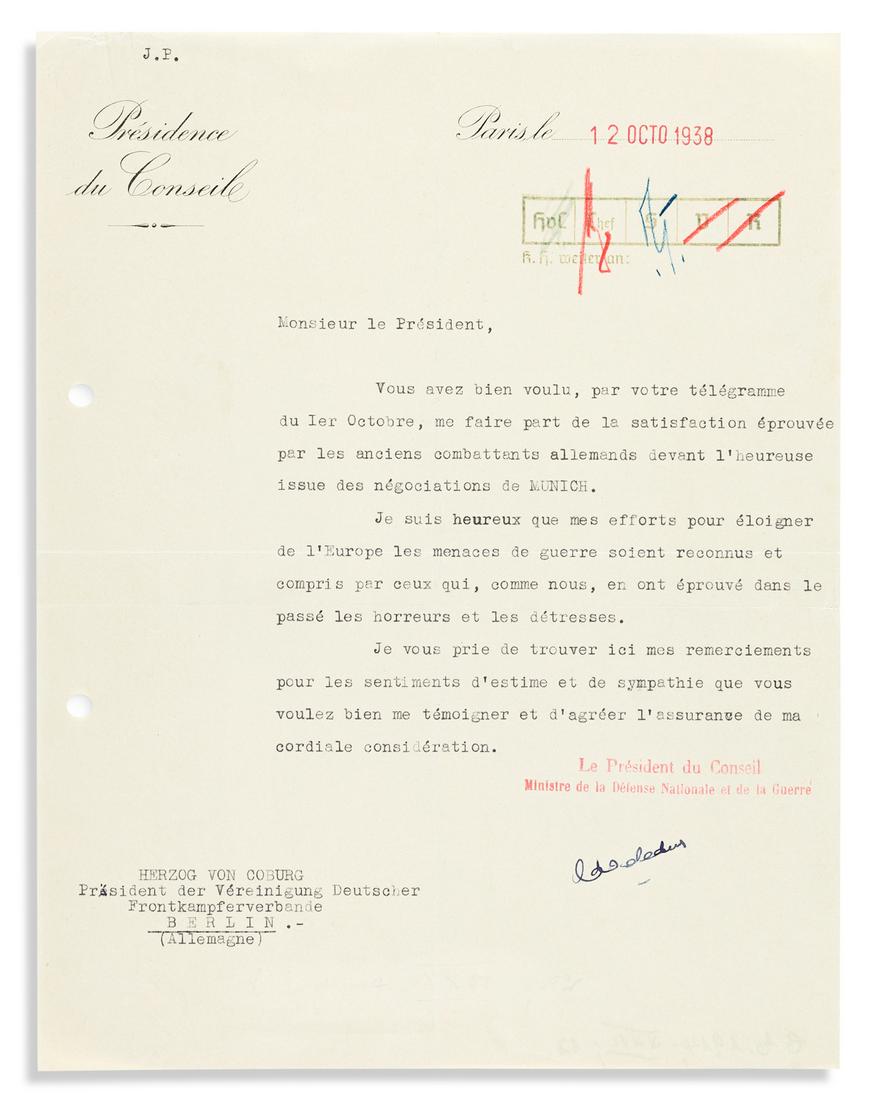 J.P.
Présidence
du Conseil
Paris, le 12 OCTO 1938
K. H. weiter an:
Monsieur le Président,
Vous avez bien voulu, par votre télégramme
du Ier Octobre, me faire part de la satisfaction éprouvée
par les anciens combattants allemands devant l'heureuse
issue des négociations de MUNICH.
Je suis heureux que mes efforts pour éloigner
de l'Europe les menaces de guerre soient reconnus et
compris par ceux qui, comme nous, en ont éprouvé dans le
passé les horreurs et les détresses.
Je vous prie de trouver ici mes remerciements
pour les sentiments d'estime et de sympathie que vous
voulez bien me témoigner et d'agréer l'assurance de ma
cordiale considération.
Le Président du Conseil
Ministre de la Défense Nationale et de la Guerre
HERZOG VON COBURG
Präsident der Véreinigung Deutscher
Frontkampferverbande
BERLIN.-
(Allemagne)